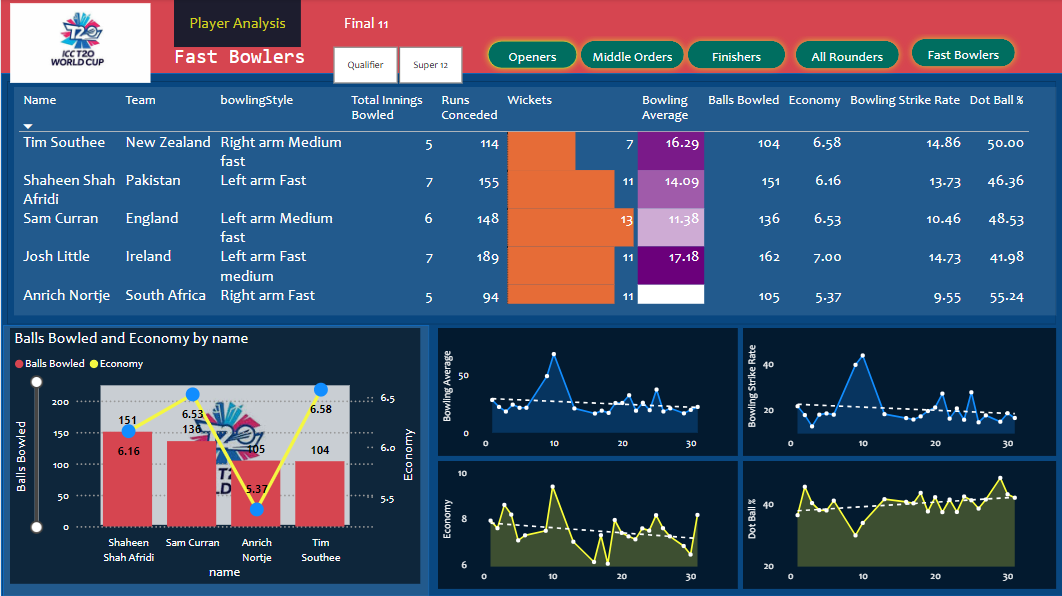 Player Analysis
Final 11
T20
ICC T20
WORLD CUP
Fast Bowlers
Qualifier
Super 12
Openers
Middle Orders
Finishers
All Rounders
Fast Bowlers
Name Team bowlingStyle Total Innings Bowled Runs Conceded Wickets Bowling Average Balls Bowled Economy Bowling Strike Rate Dot Ball %
Tim Southee New Zealand Right arm Medium fast 5 114 7 16.29 104 6.58 14.86 50.00
Shaheen Shah Afridi Pakistan Left arm Fast 7 155 11 14.09 151 6.16 13.73 46.36
Sam Curran England Left arm Medium fast 6 148 13 11.38 136 6.53 10.46 48.53
Josh Little Ireland Left arm Fast medium 7 189 11 17.18 162 7.00 14.73 41.98
Anrich Nortje South Africa Right arm Fast 5 94 11 105 5.37 9.55 55.24
Balls Bowled and Economy by name
Balls Bowled Economy
Balls Bowled
200
150
100
50
0
151
6.16
6.53
136
105
5.37
6.58
104
6.5
6.0
5.5
Economy
Shaheen Shah Afridi
Sam Curran
Anrich Nortje
Tim Southee
name
Bowling Average
50
0
0 10 20 30
Bowling Strike Rate
40
20
0 10 20 30
Economy
10
8
6
0 10 20 30
Dot Ball %
40
20
0 10 20 30